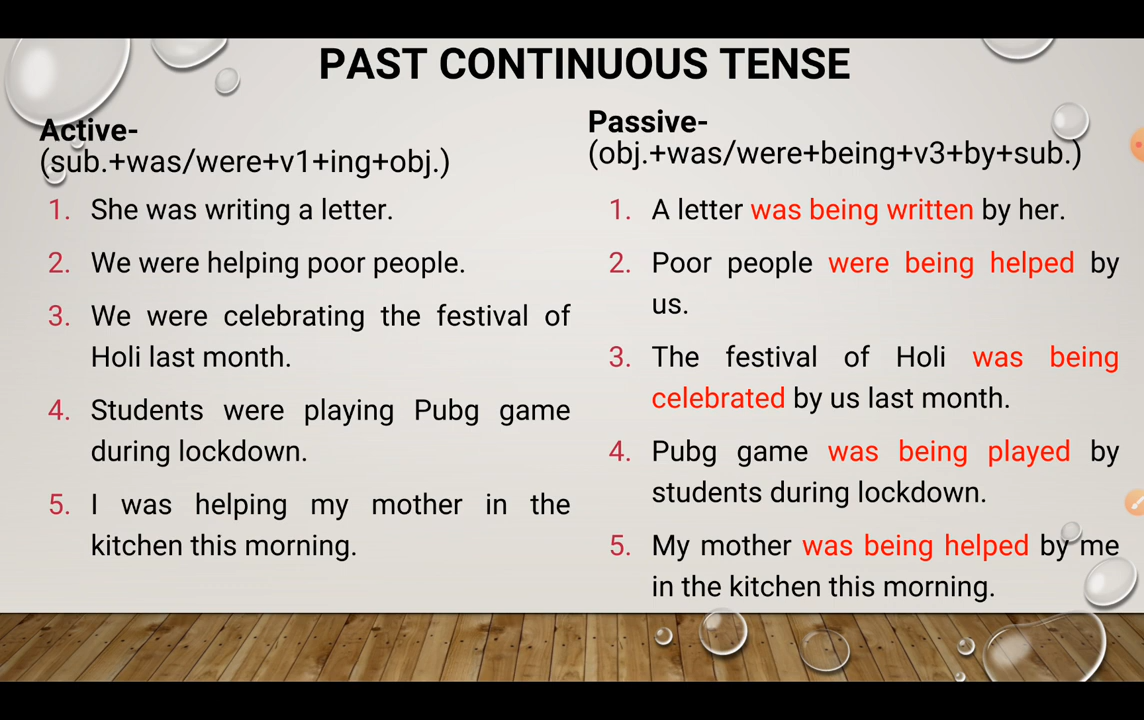 PAST CONTINUOUS TENSE
Active-
(sub.+was/were+v1+ing+obj.)
1. She was writing a letter.
2. We were helping poor people.
3. We were celebrating the festival of
Holi last month.
4. Students were playing Pubg game
during lockdown.
5. I was helping my mother in the
kitchen this morning.
Passive-
(obj.+was/were+being+v3+by+sub.)
1. A letter was being written by her.
2. Poor people were being helped by
us.
3. The festival of Holi was being
celebrated by us last month.
4. Pubg game was being played by
students during lockdown.
5. My mother was being helped by me
in the kitchen this morning.